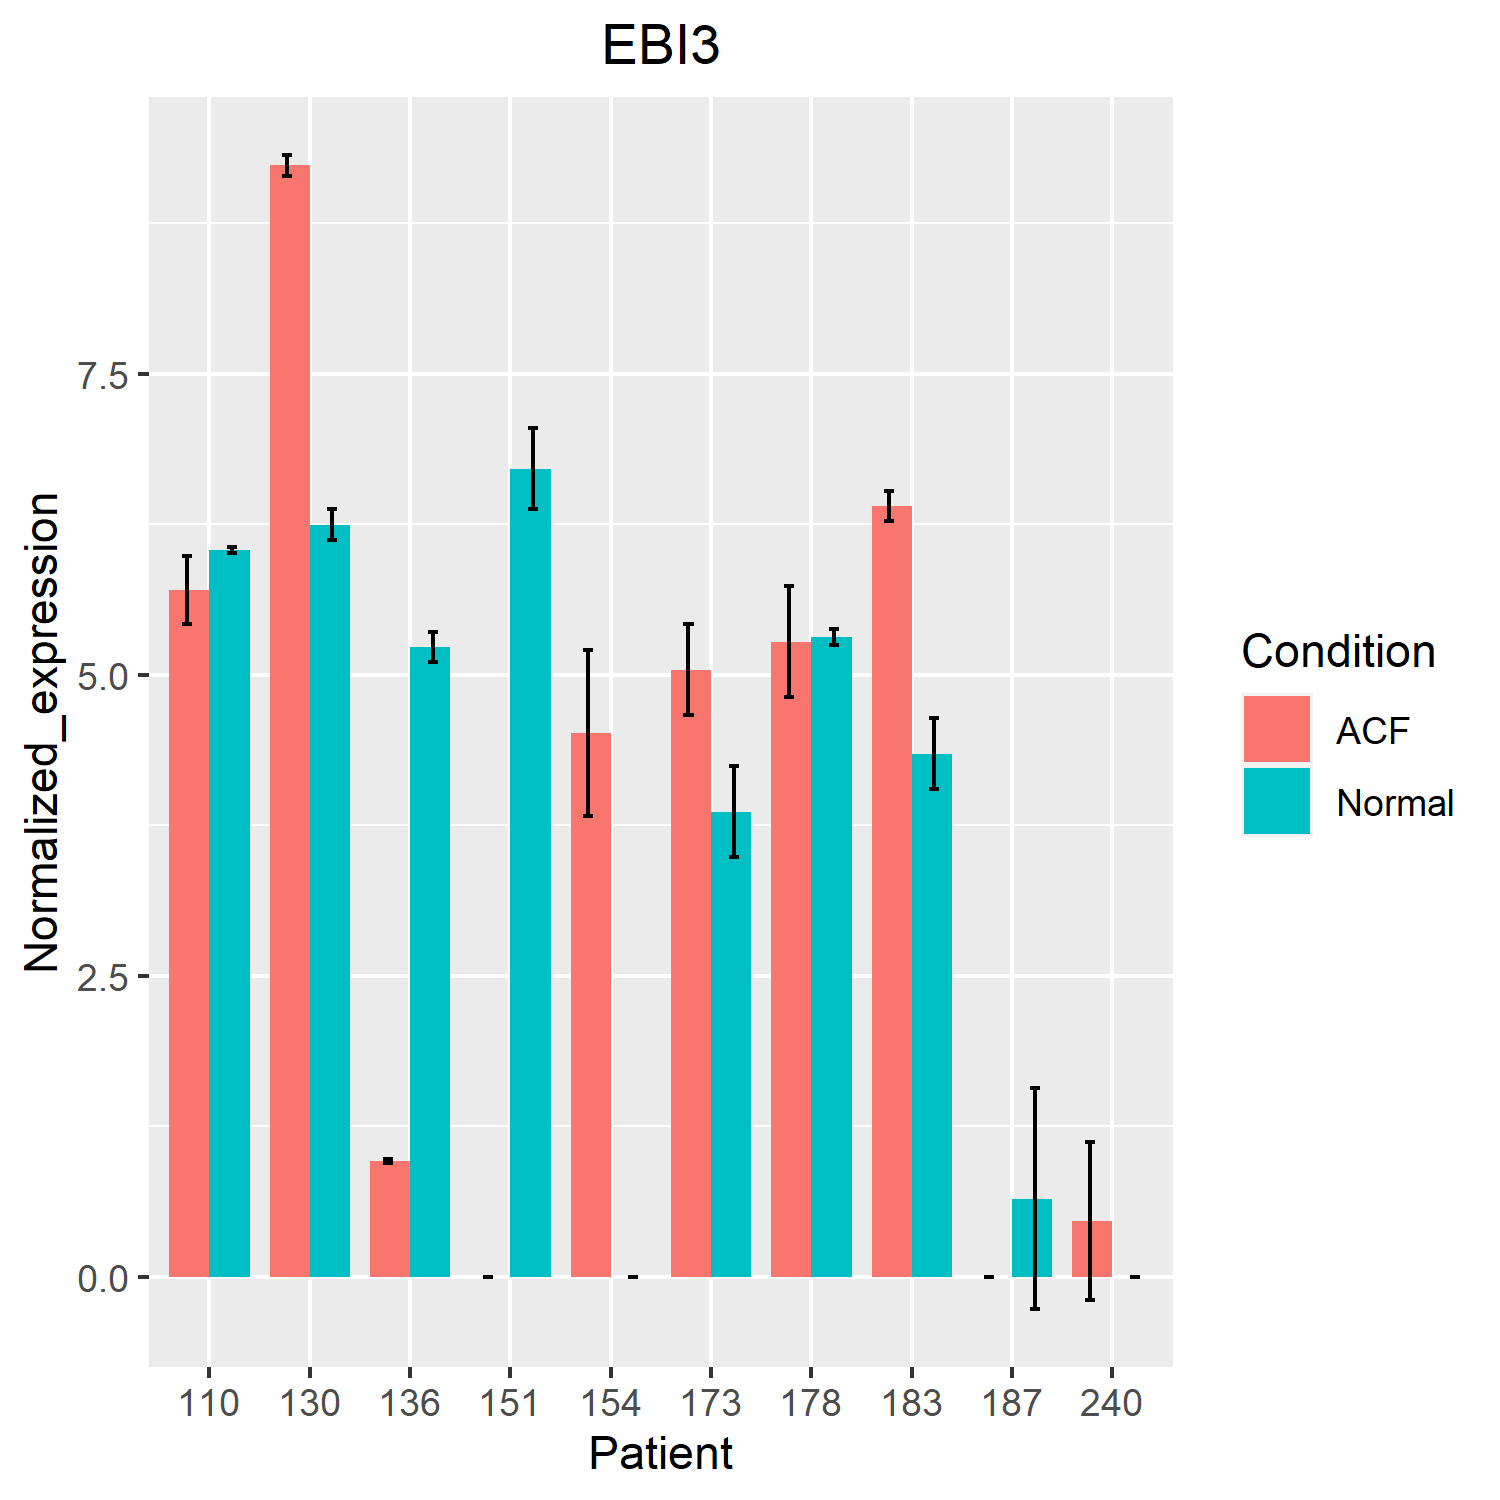 EBI3
Normalized_expression
7.5
5.0
2.5
0.0
110 130 136 151 154 173 178 183 187 240
Patient
Condition
ACF
Normal